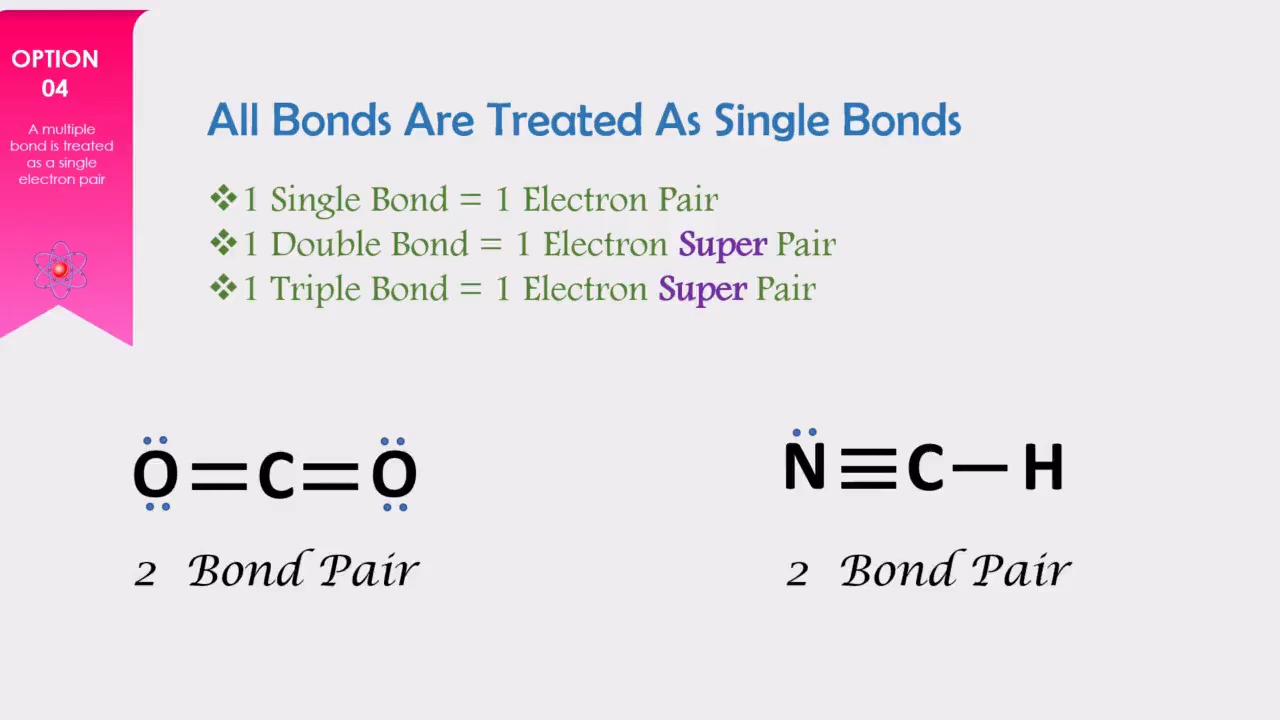 OPTION
04
A multiple
bond is treated
as a single
electron pair
All Bonds Are Treated As Single Bonds
❖1 Single Bond = 1 Electron Pair
❖1 Double Bond = 1 Electron Super Pair
❖1 Triple Bond = 1 Electron Super Pair
O=C=O
N≡C—H
2 Bond Pair
2 Bond Pair